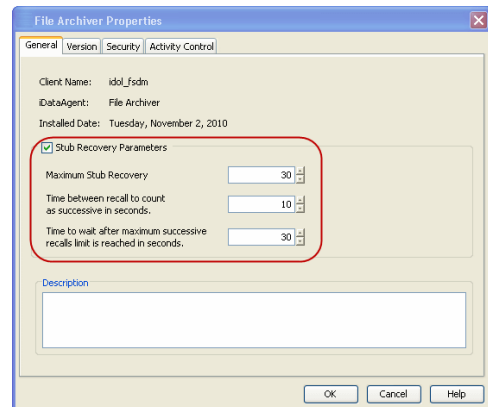 File Archiver Properties
General Version Security Activity Control
Client Name: idol_fsdm
iDataAgent: File Archiver
Installed Date: Tuesday, November 2, 2010
Stub Recovery Parameters
Maximum Stub Recovery 30
Time between recall to count
as successive in seconds. 10
Time to wait after maximum successive
recalls limit is reached in seconds. 30
Description
OK Cancel Help